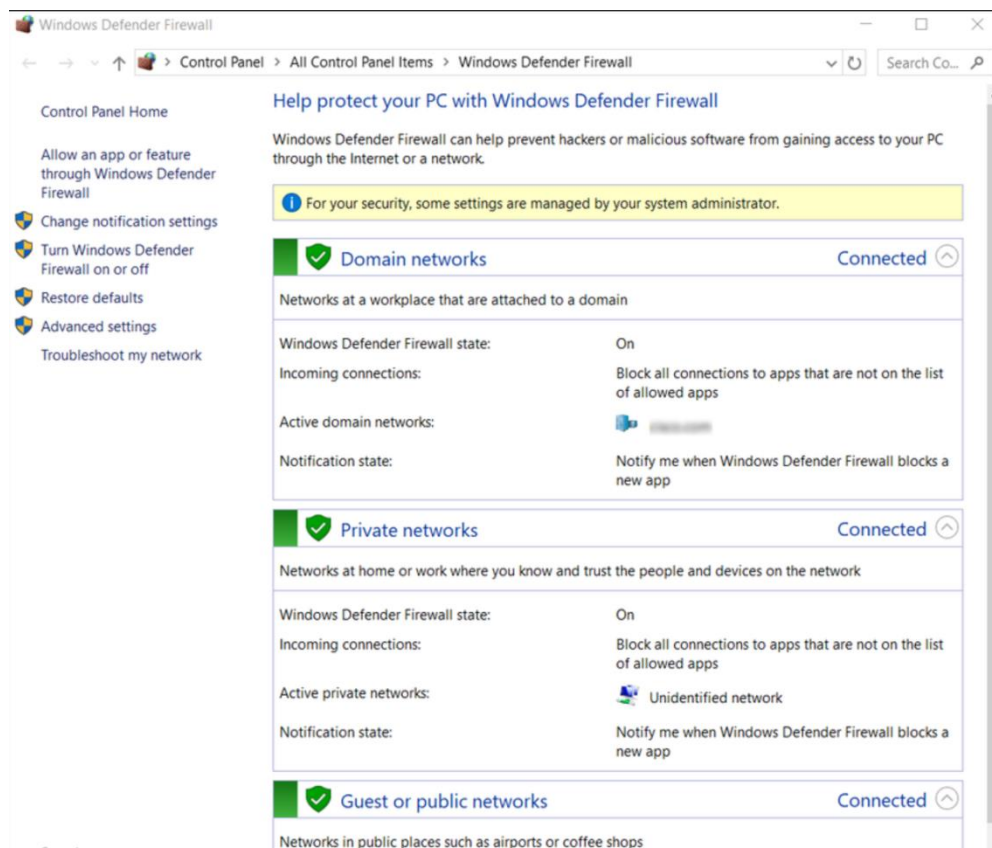 Windows Defender Firewall
Control Panel > All Control Panel Items > Windows Defender Firewall
Search Co...
Control Panel Home
Allow an app or feature
through Windows Defender
Firewall
Change notification settings
Turn Windows Defender
Firewall on or off
Restore defaults
Advanced settings
Troubleshoot my network
Help protect your PC with Windows Defender Firewall
Windows Defender Firewall can help prevent hackers or malicious software from gaining access to your PC
through the Internet or a network.
For your security, some settings are managed by your system administrator.
Domain networks Connected
Networks at a workplace that are attached to a domain
Windows Defender Firewall state: On
Incoming connections: Block all connections to apps that are not on the list
of allowed apps
Active domain networks:
Notification state: Notify me when Windows Defender Firewall blocks a
new app
Private networks Connected
Networks at home or work where you know and trust the people and devices on the network
Windows Defender Firewall state: On
Incoming connections: Block all connections to apps that are not on the list
of allowed apps
Active private networks: Unidentified network
Notification state: Notify me when Windows Defender Firewall blocks a
new app
Guest or public networks Connected
Networks in public places such as airports or coffee shops